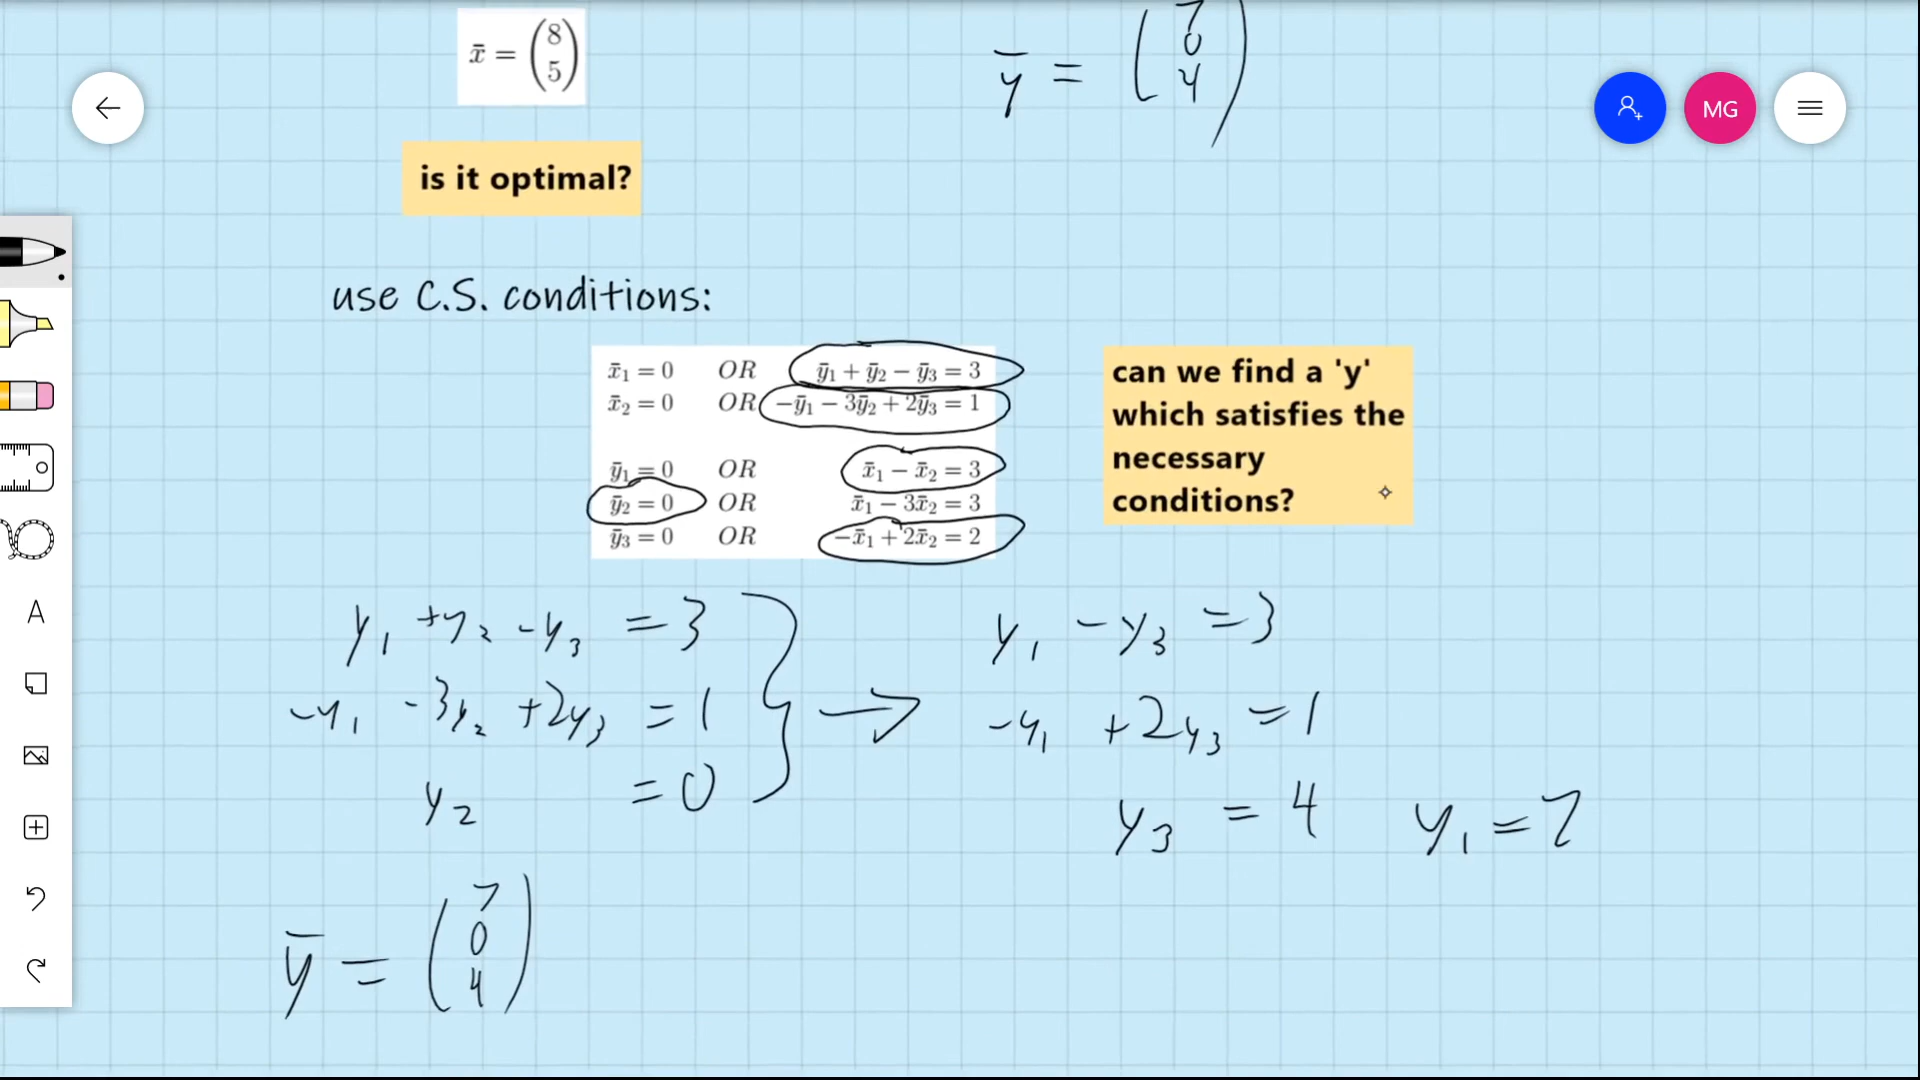 x̄ = (8 5)
ȳ = (7 0 4)
MG
is it optimal?
use C.S. conditions:
x̄₁ = 0 OR ȳ₁ + ȳ₂ − ȳ₃ = 3
x̄₂ = 0 OR −ȳ₁ − 3ȳ₂ + 2ȳ₃ = 1
ȳ₁ = 0 OR x̄₁ − x̄₂ = 3
ȳ₂ = 0 OR x̄₁ − 3x̄₂ = 3
ȳ₃ = 0 OR −x̄₁ + 2x̄₂ = 2
can we find a 'y'
which satisfies the
necessary
conditions?
y₁ + y₂ − y₃ = 3
−y₁ − 3y₂ + 2y₃ = 1
y₂ = 0
→
y₁ − y₃ = 3
−y₁ + 2y₃ = 1
y₃ = 4 y₁ = 7
ȳ = (7 0 4)
A